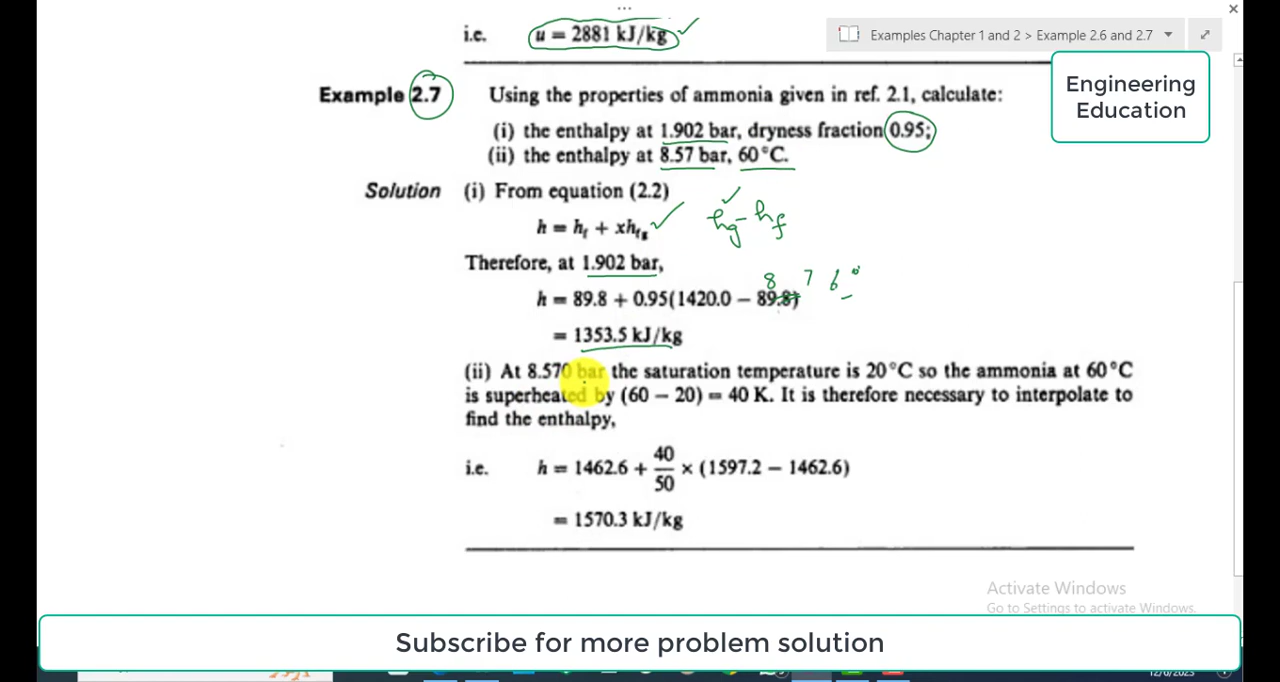 ...
i.e. u = 2881 kJ/kg
Examples Chapter 1 and 2 > Example 2.6 and 2.7
Engineering
Education
Example 2.7 Using the properties of ammonia given in ref. 2.1, calculate:
(i) the enthalpy at 1.902 bar, dryness fraction 0.95;
(ii) the enthalpy at 8.57 bar, 60 °C.
Solution (i) From equation (2.2)
h = hf + xhfg hg - hf
Therefore, at 1.902 bar,
8 7 6°
h = 89.8 + 0.95(1420.0 − 89.8)
= 1353.5 kJ/kg
(ii) At 8.570 bar the saturation temperature is 20 °C so the ammonia at 60 °C
is superheated by (60 − 20) = 40 K. It is therefore necessary to interpolate to
find the enthalpy,
i.e. h = 1462.6 + 40/50 × (1597.2 − 1462.6)
= 1570.3 kJ/kg
Activate Windows
Go to Settings to activate Windows.
Subscribe for more problem solution